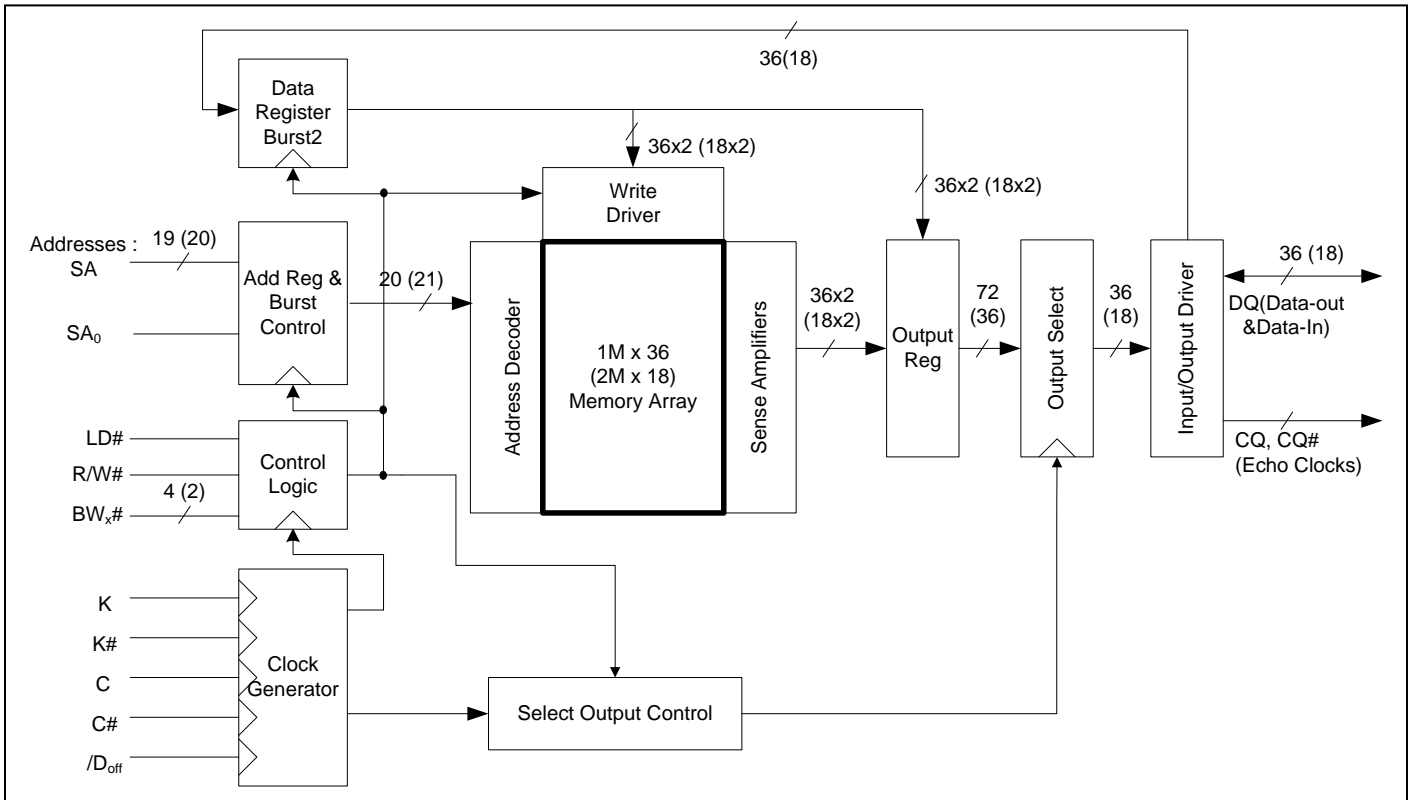 36(18)
Data
Register
Burst2
36x2 (18x2)
36x2 (18x2)
Write
Driver
Addresses :
SA
19 (20)
SA₀
Add Reg &
Burst
Control
20 (21)
Address Decoder
1M x 36
(2M x 18)
Memory Array
Sense Amplifiers
36x2
(18x2)
Output
Reg
72
(36)
Output Select
36
(18)
Input/Output Driver
36 (18)
DQ(Data-out
&Data-In)
CQ, CQ#
(Echo Clocks)
LD#
R/W#
BWₓ#
4 (2)
Control
Logic
K
K#
C
C#
/Doff
Clock
Generator
Select Output Control